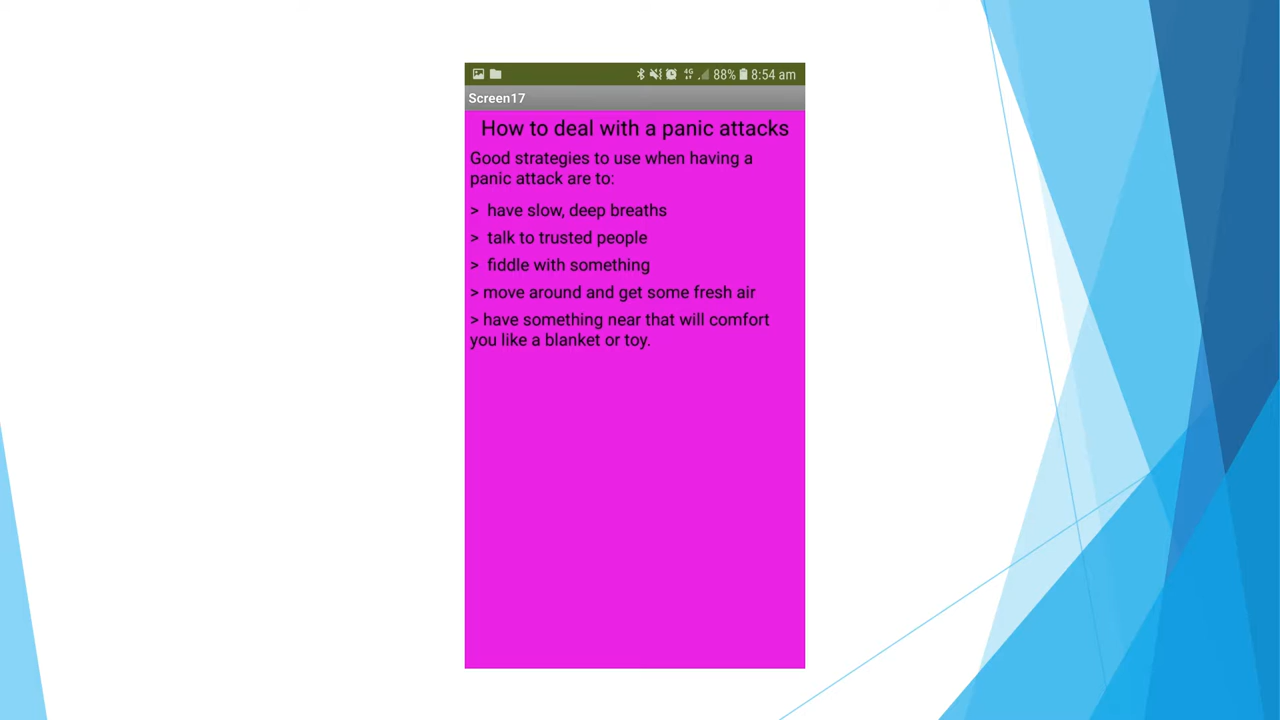 4G 88% 8:54 am
Screen17
How to deal with a panic attacks
Good strategies to use when having a
panic attack are to:
> have slow, deep breaths
> talk to trusted people
> fiddle with something
> move around and get some fresh air
> have something near that will comfort
you like a blanket or toy.